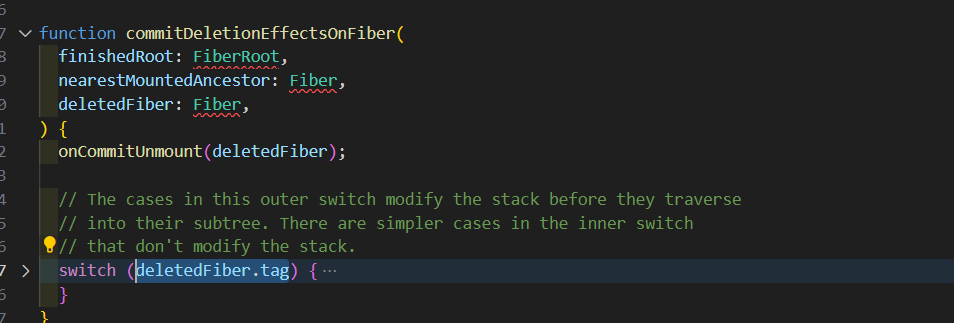 6
7 function commitDeletionEffectsOnFiber(
8 finishedRoot: FiberRoot,
9 nearestMountedAncestor: Fiber,
0 deletedFiber: Fiber,
1 ) {
2 onCommitUnmount(deletedFiber);
3
4 // The cases in this outer switch modify the stack before they traverse
5 // into their subtree. There are simpler cases in the inner switch
6 // that don't modify the stack.
7 switch (deletedFiber.tag) { ⋯
6 }
7 }